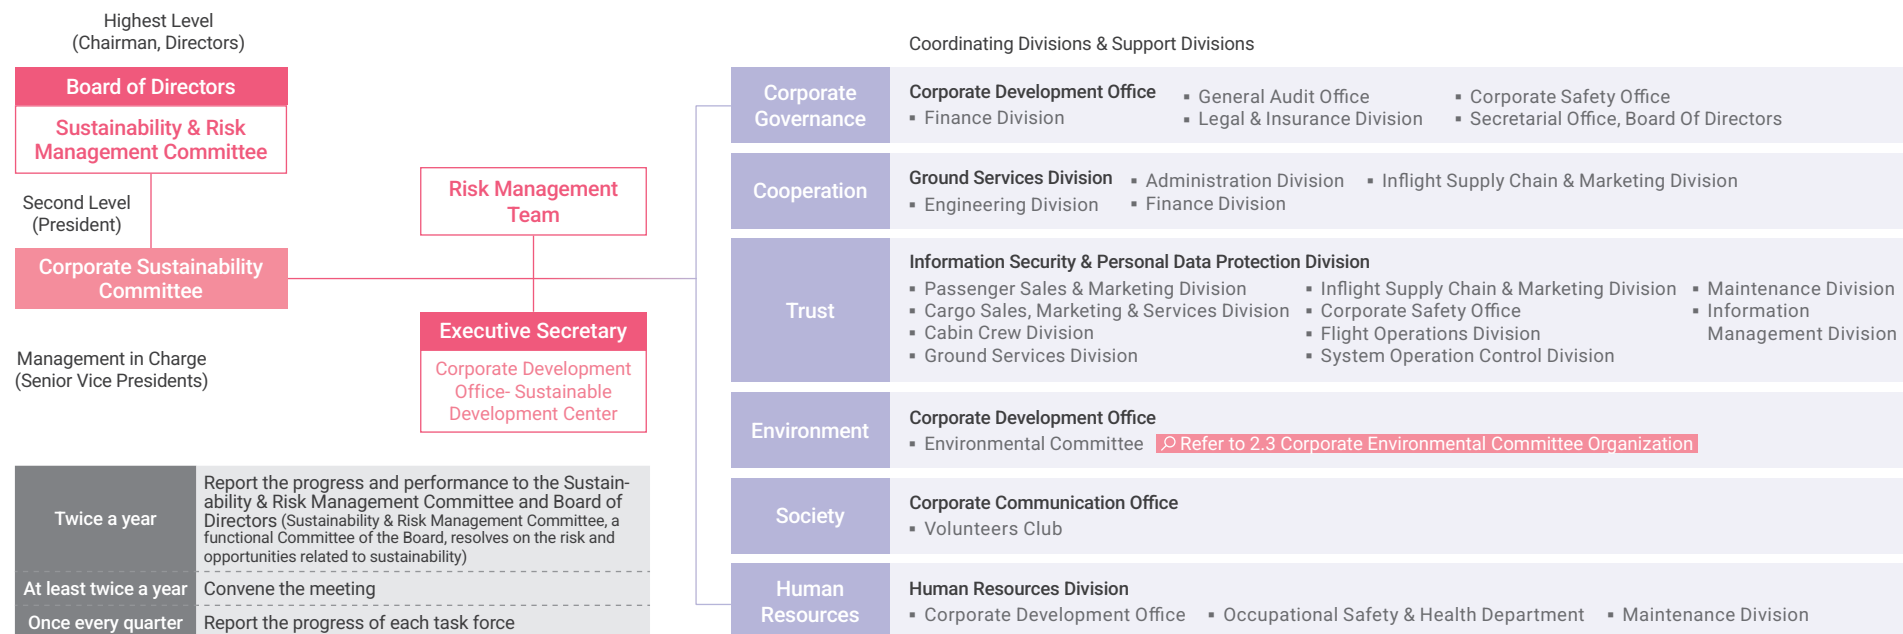 Highest Level
(Chairman, Directors)
Board of Directors
Sustainability & Risk
Management Committee
Second Level
(President)
Corporate Sustainability
Committee
Management in Charge
(Senior Vice Presidents)
Risk Management
Team
Executive Secretary
Corporate Development
Office- Sustainable
Development Center
Twice a year
Report the progress and performance to the Sustain-
ability & Risk Management Committee and Board of
Directors (Sustainability & Risk Management Committee, a
functional Committee of the Board, resolves on the risk and
opportunities related to sustainability)
At least twice a year
Convene the meeting
Once every quarter
Report the progress of each task force
Coordinating Divisions & Support Divisions
Corporate
Governance
Corporate Development Office
▪ Finance Division
▪ General Audit Office
▪ Legal & Insurance Division
▪ Corporate Safety Office
▪ Secretarial Office, Board Of Directors
Cooperation
Ground Services Division
▪ Engineering Division
▪ Administration Division
▪ Finance Division
▪ Inflight Supply Chain & Marketing Division
Trust
Information Security & Personal Data Protection Division
▪ Passenger Sales & Marketing Division
▪ Cargo Sales, Marketing & Services Division
▪ Cabin Crew Division
▪ Ground Services Division
▪ Inflight Supply Chain & Marketing Division
▪ Corporate Safety Office
▪ Flight Operations Division
▪ System Operation Control Division
▪ Maintenance Division
▪ Information
Management Division
Environment
Corporate Development Office
▪ Environmental Committee
Refer to 2.3 Corporate Environmental Committee Organization
Society
Corporate Communication Office
▪ Volunteers Club
Human
Resources
Human Resources Division
▪ Corporate Development Office
▪ Occupational Safety & Health Department
▪ Maintenance Division